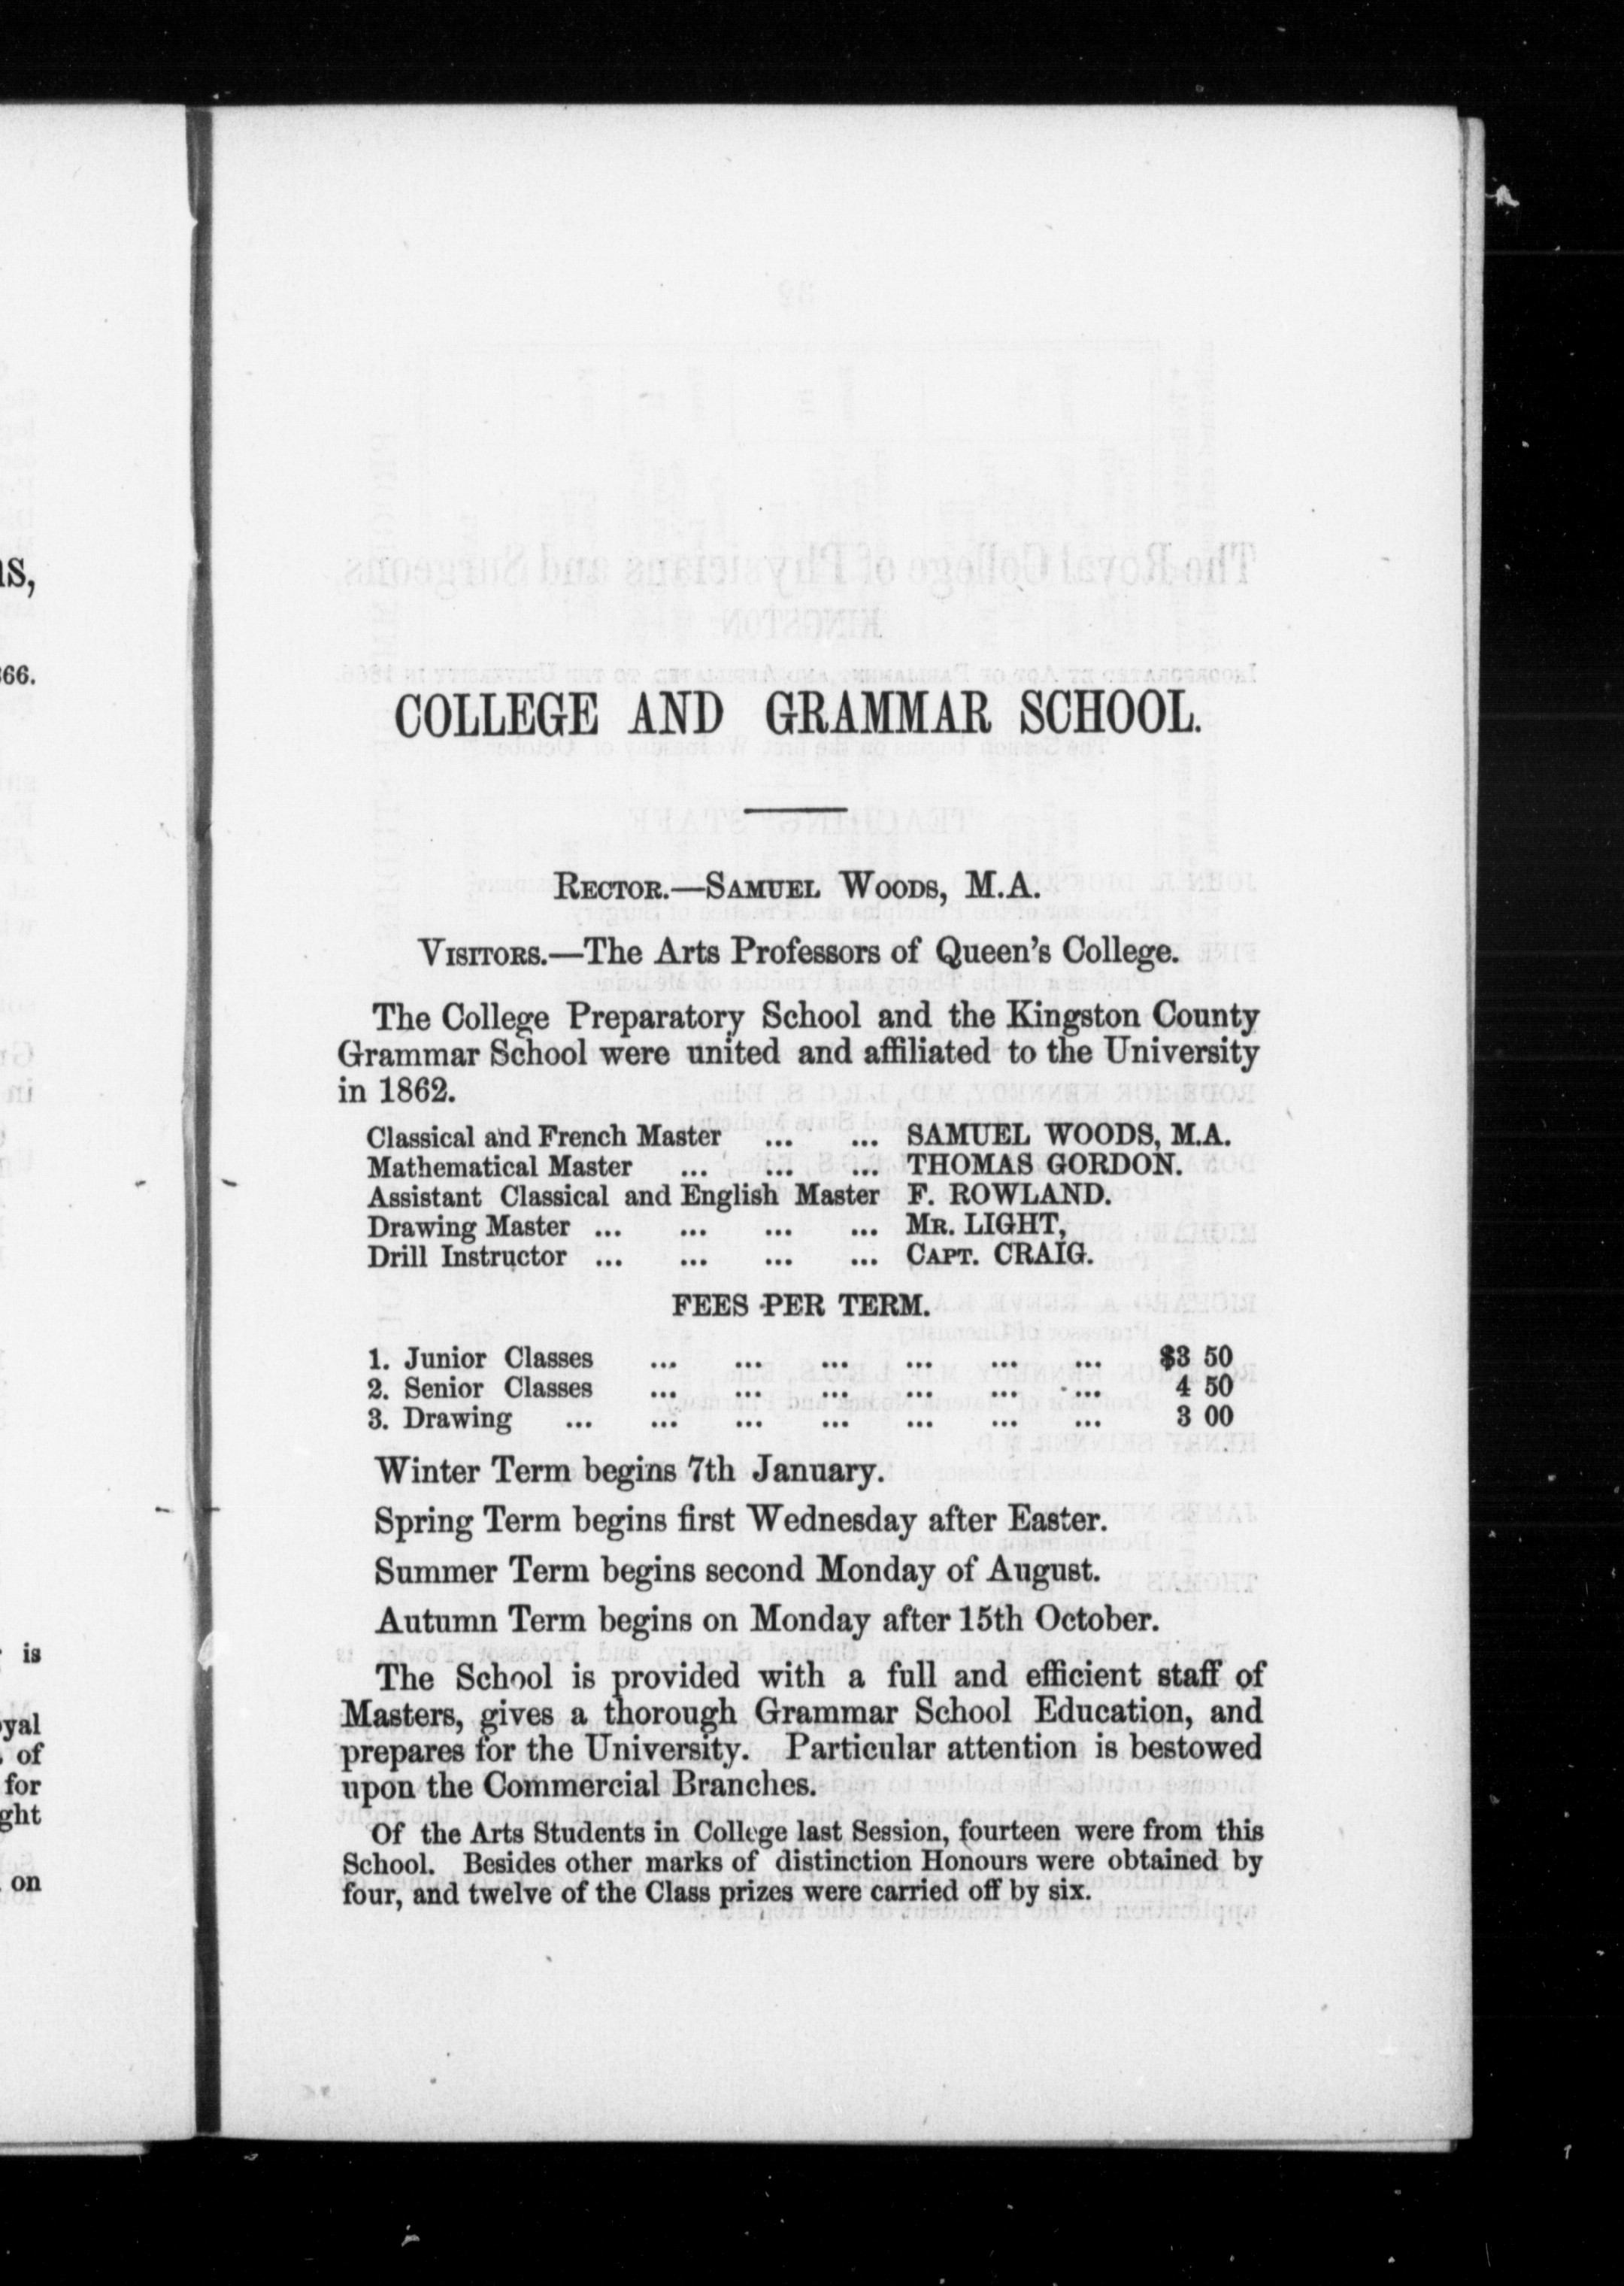 COLLEGE AND GRAMMAR SCHOOL.
RECTOR.—SAMUEL WOODS, M.A.
VISITORS.—The Arts Professors of Queen's College.
The College Preparatory School and the Kingston County
Grammar School were united and affiliated to the University
in 1862.
Classical and French Master ... ... SAMUEL WOODS, M.A.
Mathematical Master ... ... ... THOMAS GORDON.
Assistant Classical and English Master F. ROWLAND.
Drawing Master ... ... ... ... MR. LIGHT,
Drill Instructor ... ... ... ... CAPT. CRAIG.
FEES PER TERM.
1. Junior Classes ... ... ... ... ... ... $3 50
2. Senior Classes ... ... ... ... ... ... 4 50
3. Drawing ... ... ... ... ... ... ... 3 00
Winter Term begins 7th January.
Spring Term begins first Wednesday after Easter.
Summer Term begins second Monday of August.
Autumn Term begins on Monday after 15th October.
The School is provided with a full and efficient staff of
Masters, gives a thorough Grammar School Education, and
prepares for the University. Particular attention is bestowed
upon the Commercial Branches.
Of the Arts Students in College last Session, fourteen were from this
School. Besides other marks of distinction Honours were obtained by
four, and twelve of the Class prizes were carried off by six.
is
of
for
on